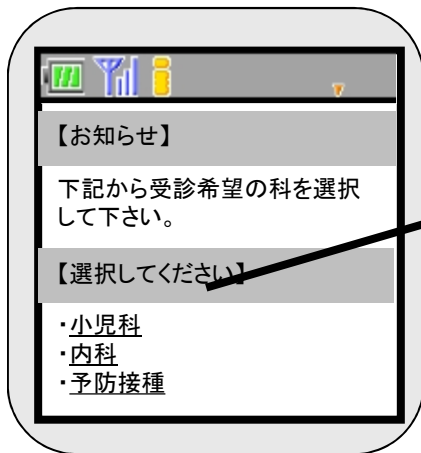 【お知らせ】
下記から受診希望の科を選択
して下さい。
【選択してください】
・小児科
・内科
・予防接種